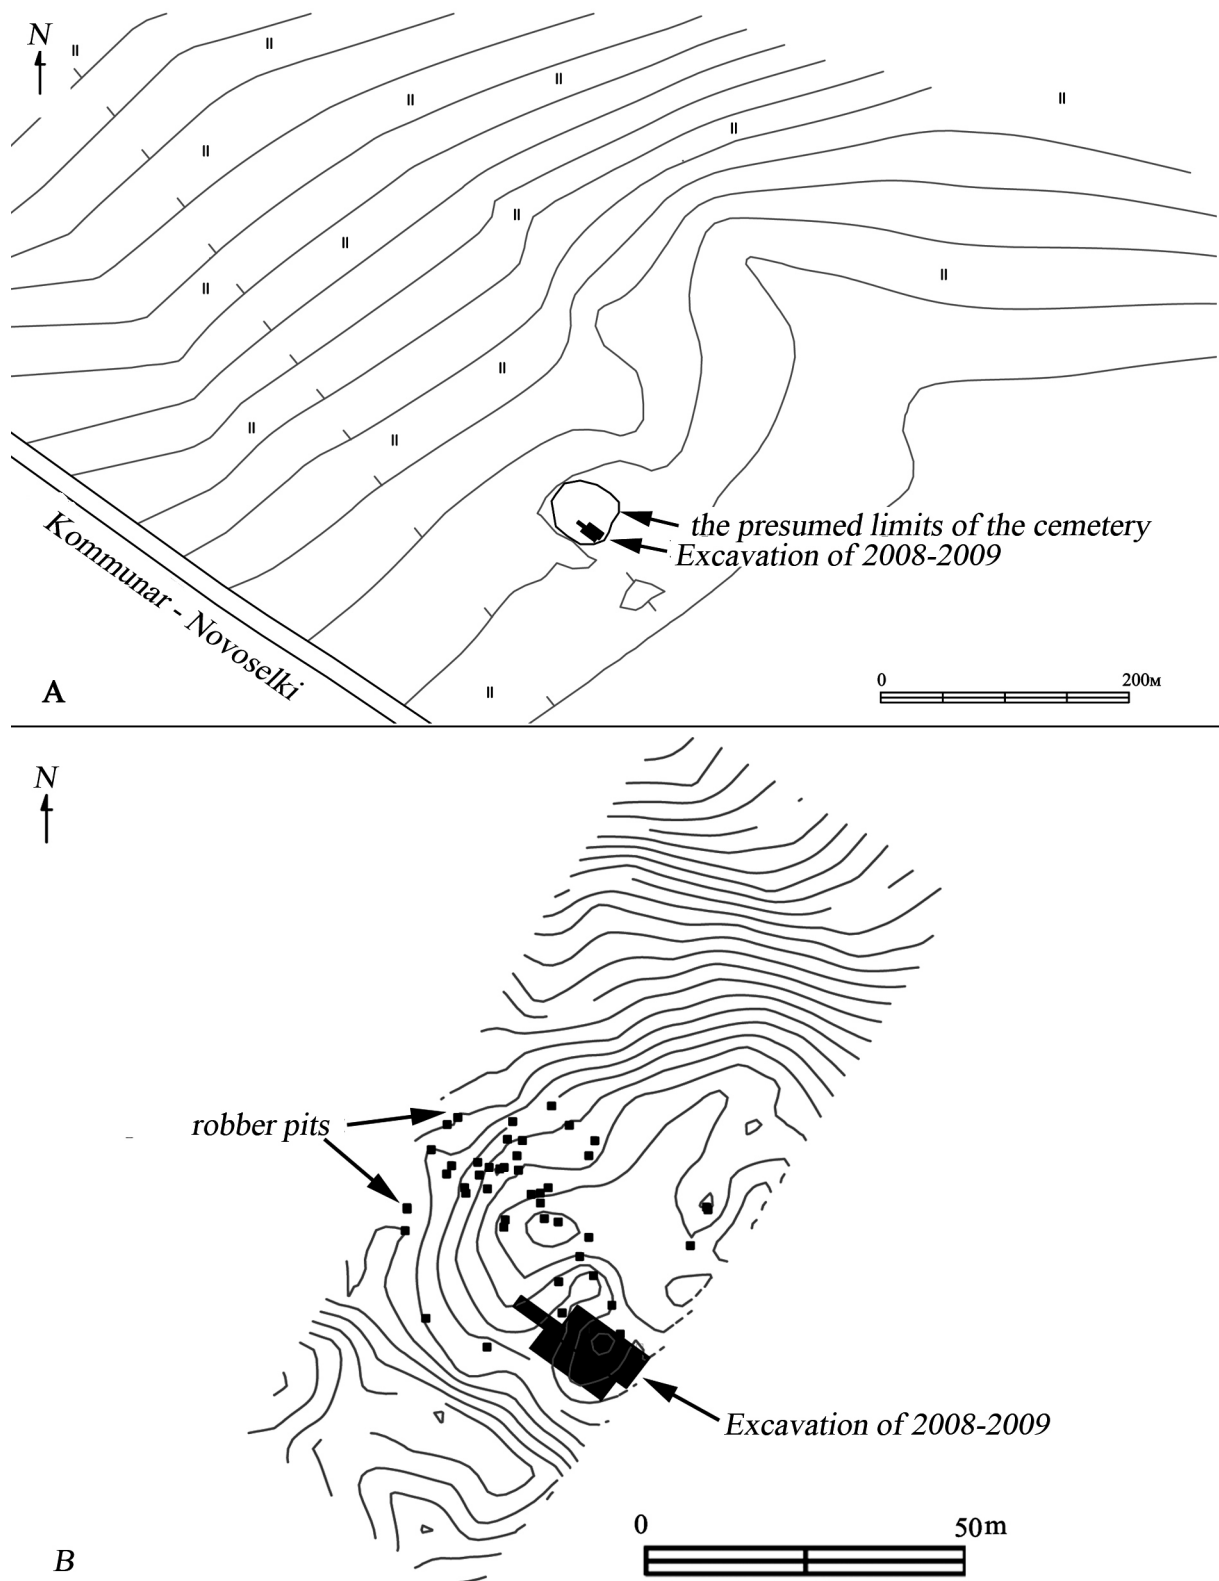 N
the presumed limits of the cemetery
Excavation of 2008-2009
Kommunar - Novoselki
0 200м
A
N
robber pits
Excavation of 2008-2009
0 50m
B